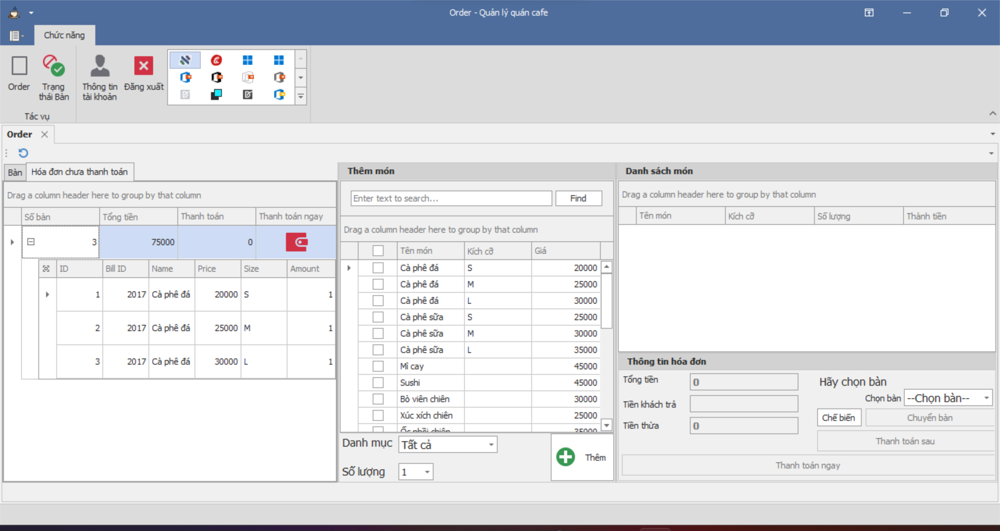 Order - Quản lý quán cafe
Chức năng
Order
Trạng thái Bàn
Thông tin tài khoản
Đăng xuất
Tác vụ
Order
Bàn
Hóa đơn chưa thanh toán
Drag a column header here to group by that column
Số bàn Tổng tiền Thanh toán Thanh toán ngay
3 75000 0
ID Bill ID Name Price Size Amount
1 2017 Cà phê đá 20000 S 1
2 2017 Cà phê đá 25000 M 1
3 2017 Cà phê đá 30000 L 1
Thêm món
Enter text to search... Find
Drag a column header here to group by that column
Tên món Kích cỡ Giá
Cà phê đá S 20000
Cà phê đá M 25000
Cà phê đá L 30000
Cà phê sữa S 25000
Cà phê sữa M 30000
Cà phê sữa L 35000
Mì cay 45000
Sushi 45000
Bò viên chiên 30000
Xúc xích chiên 25000
Ốc nhồi chiên 35000
Danh mục Tất cả
Số lượng 1
Thêm
Danh sách món
Drag a column header here to group by that column
Tên món Kích cỡ Số lượng Thành tiền
Thông tin hóa đơn
Tổng tiền 0
Tiền khách trả
Tiền thừa 0
Hãy chọn bàn
Chọn bàn --Chọn bàn--
Chế biến Chuyển bàn
Thanh toán sau
Thanh toán ngay